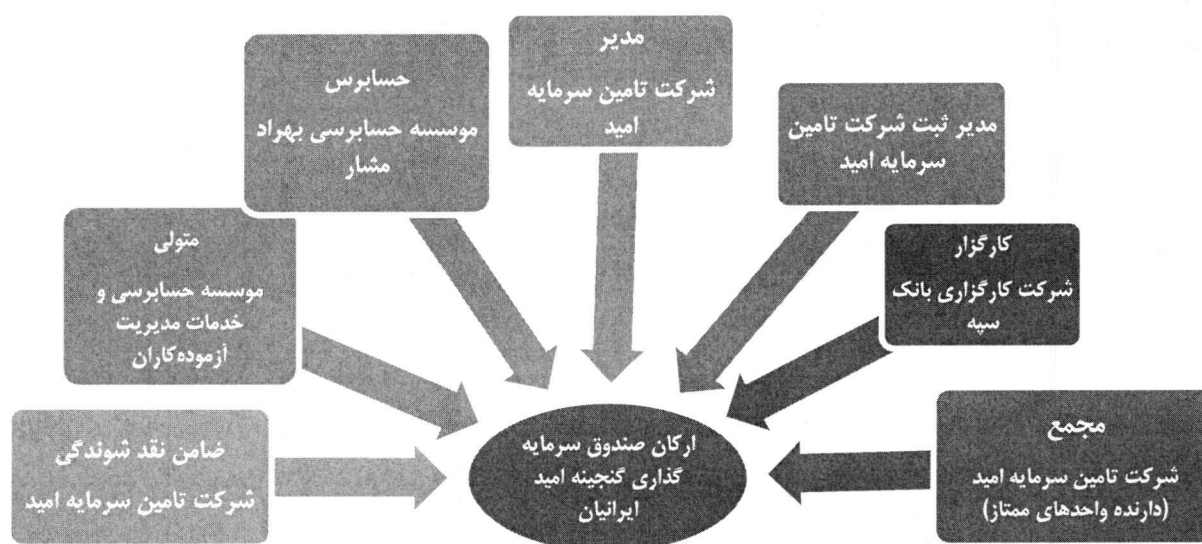 مدیر
شرکت تامین سرمایه
امید
حسابرس
موسسه حسابرسی بهراد
مشار
مدیر ثبت شرکت تامین
سرمایه امید
متولی
موسسه حسابرسی و
خدمات مدیریت
آزموده‌کاران
کارگزار
شرکت کارگزاری بانک
سپه
ضامن نقد شوندگی
شرکت تامین سرمایه امید
مجمع
شرکت تامین سرمایه امید
(دارنده واحدهای ممتاز)
ارکان صندوق سرمایه
گذاری گنجینه امید
ایرانیان